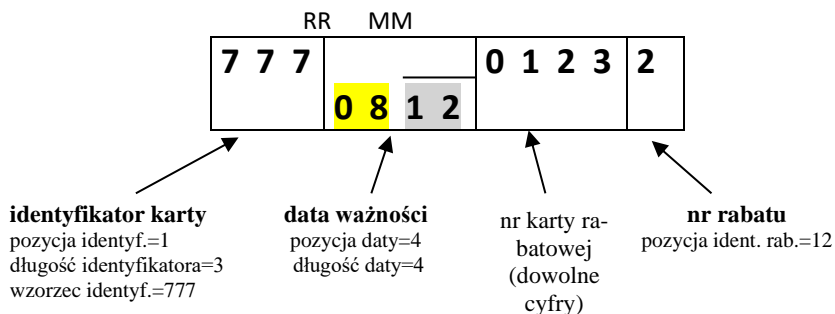 RR MM
7 7 7 0 1 2 3 2
0 8 1 2
identyfikator karty
pozycja identyf.=1
długość identyfikatora=3
wzorzec identyf.=777
data ważności
pozycja daty=4
długość daty=4
nr karty ra-
batowej
(dowolne
cyfry)
nr rabatu
pozycja ident. rab.=12